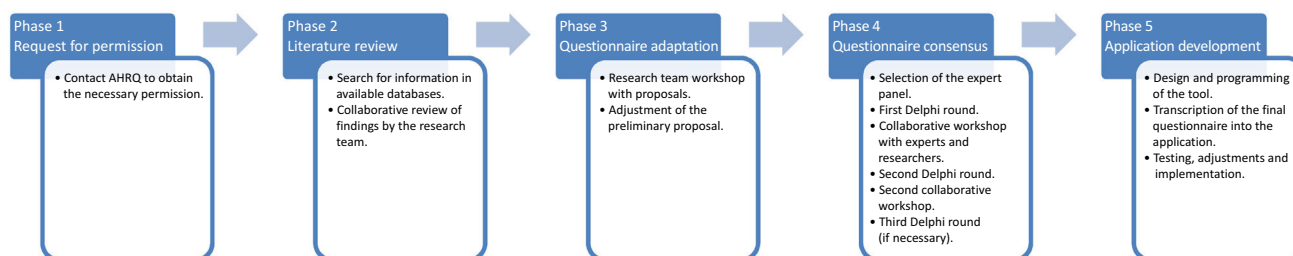 Phase 1
Request for permission
• Contact AHRQ to obtain
the necessary permission.
Phase 2
Literature review
• Search for information in
available databases.
• Collaborative review of
findings by the research
team.
Phase 3
Questionnaire adaptation
• Research team workshop
with proposals.
• Adjustment of the
preliminary proposal.
Phase 4
Questionnaire consensus
• Selection of the expert
panel.
• First Delphi round.
• Collaborative workshop
with experts and
researchers.
• Second Delphi round.
• Second collaborative
workshop.
• Third Delphi round
(if necessary).
Phase 5
Application development
• Design and programming
of the tool.
• Transcription of the final
questionnaire into the
application.
• Testing, adjustments and
implementation.